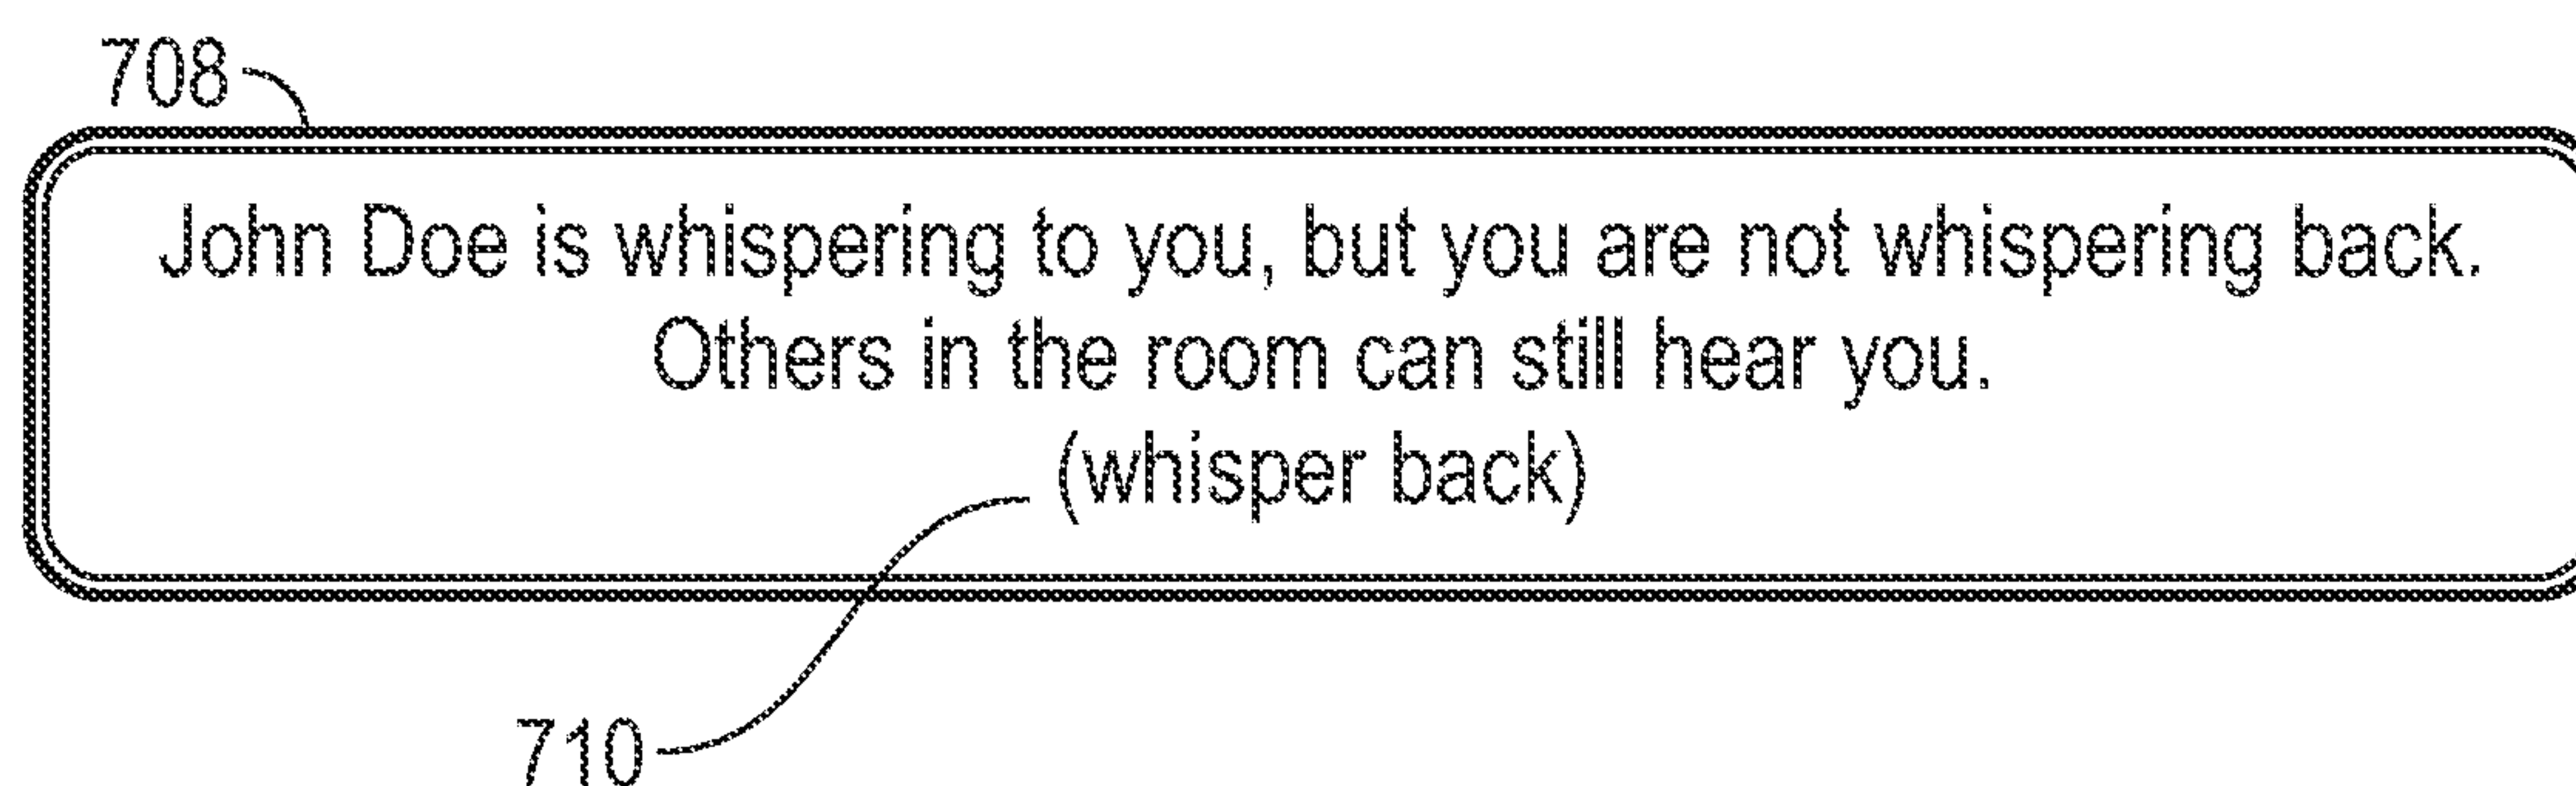 708
John Doe is whispering to you, but you are not whispering back.
Others in the room can still hear you.
(whisper back)
710